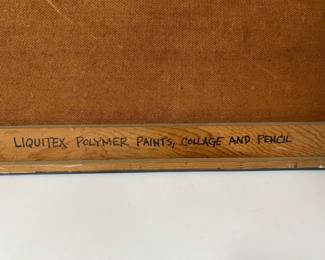 LIQUITEX POLYMER PAINTS, COLLAGE AND PENCIL